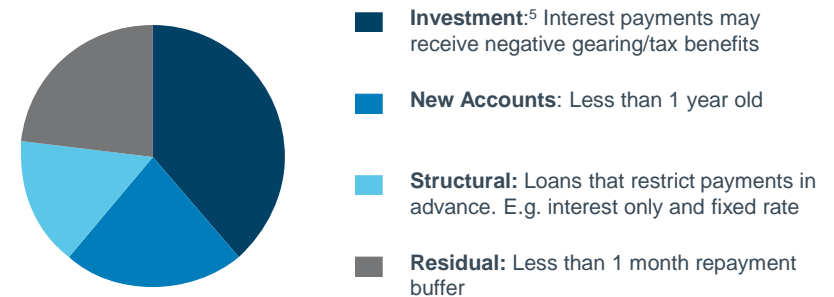 Investment:⁵ Interest payments may
receive negative gearing/tax benefits
New Accounts: Less than 1 year old
Structural: Loans that restrict payments in
advance. E.g. interest only and fixed rate
Residual: Less than 1 month repayment
buffer